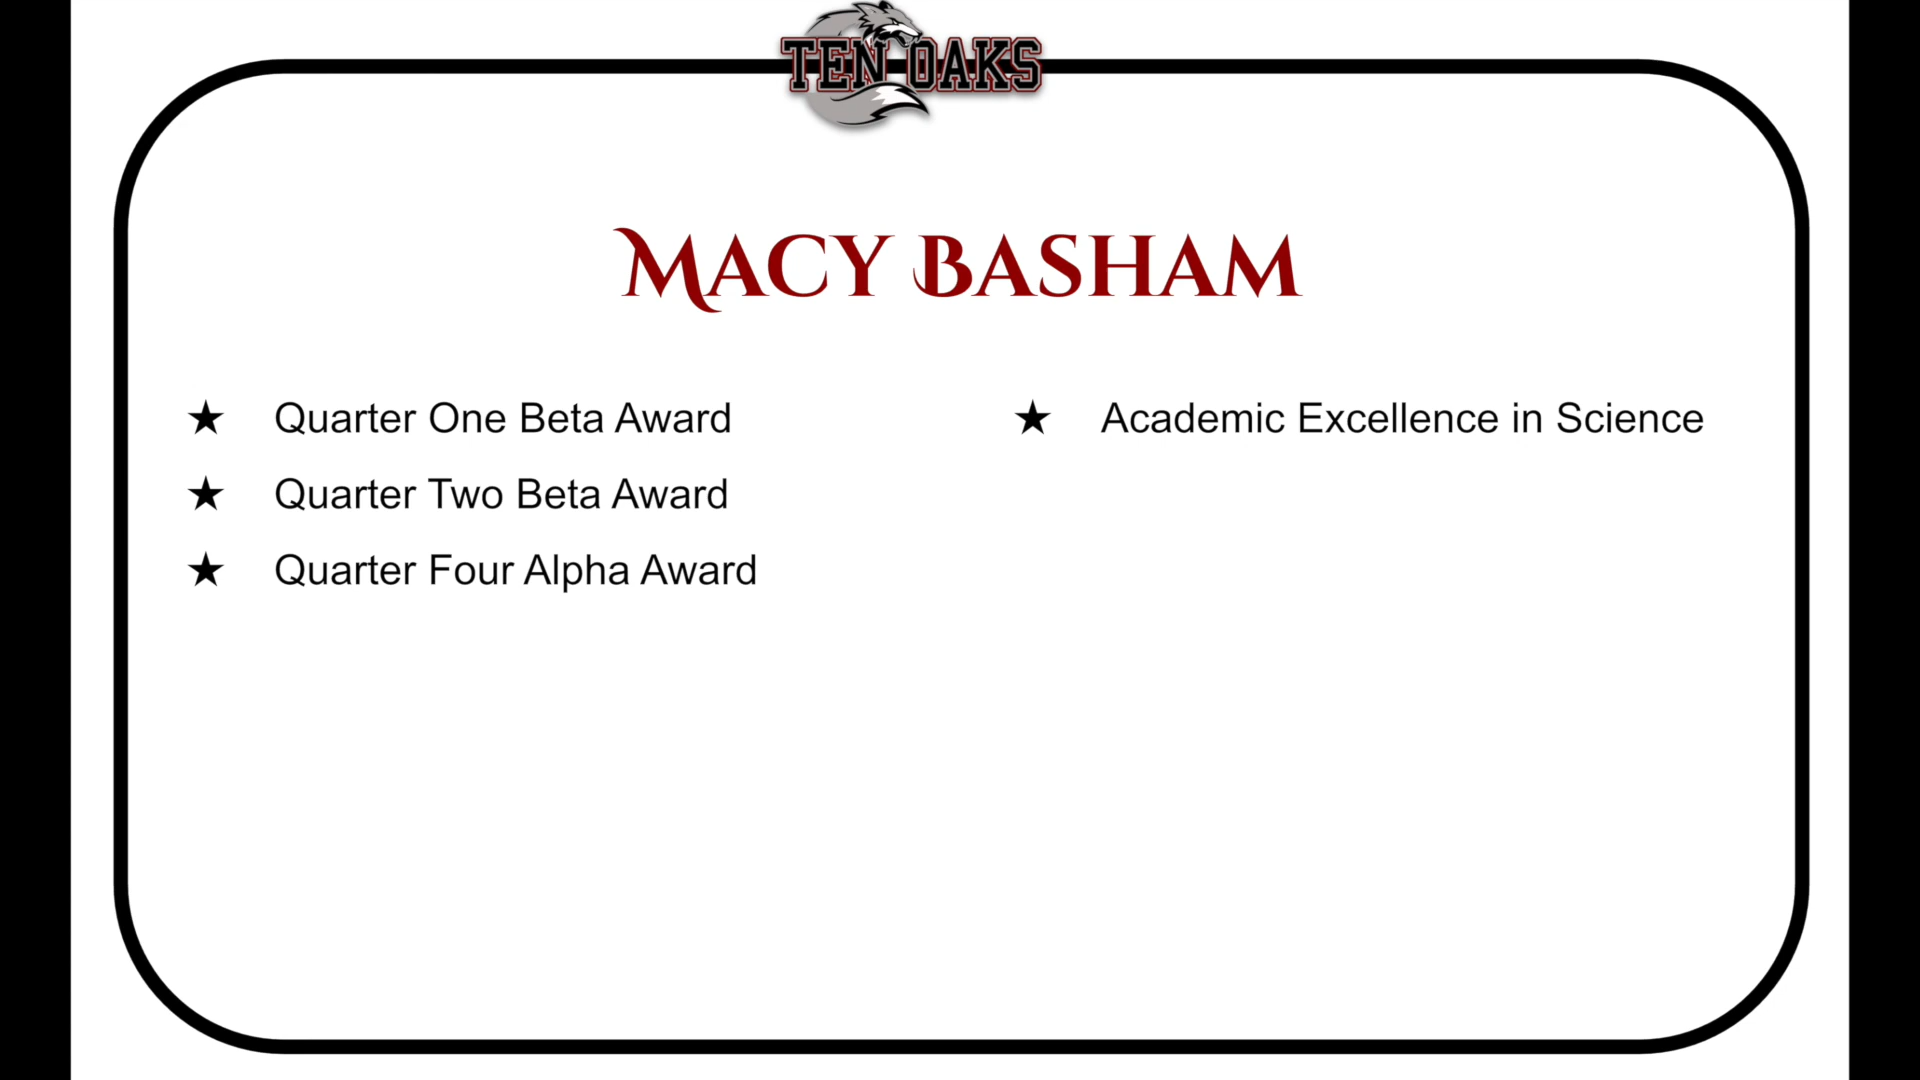 TEN OAKS
MACY BASHAM
★ Quarter One Beta Award
★ Quarter Two Beta Award
★ Quarter Four Alpha Award
★ Academic Excellence in Science